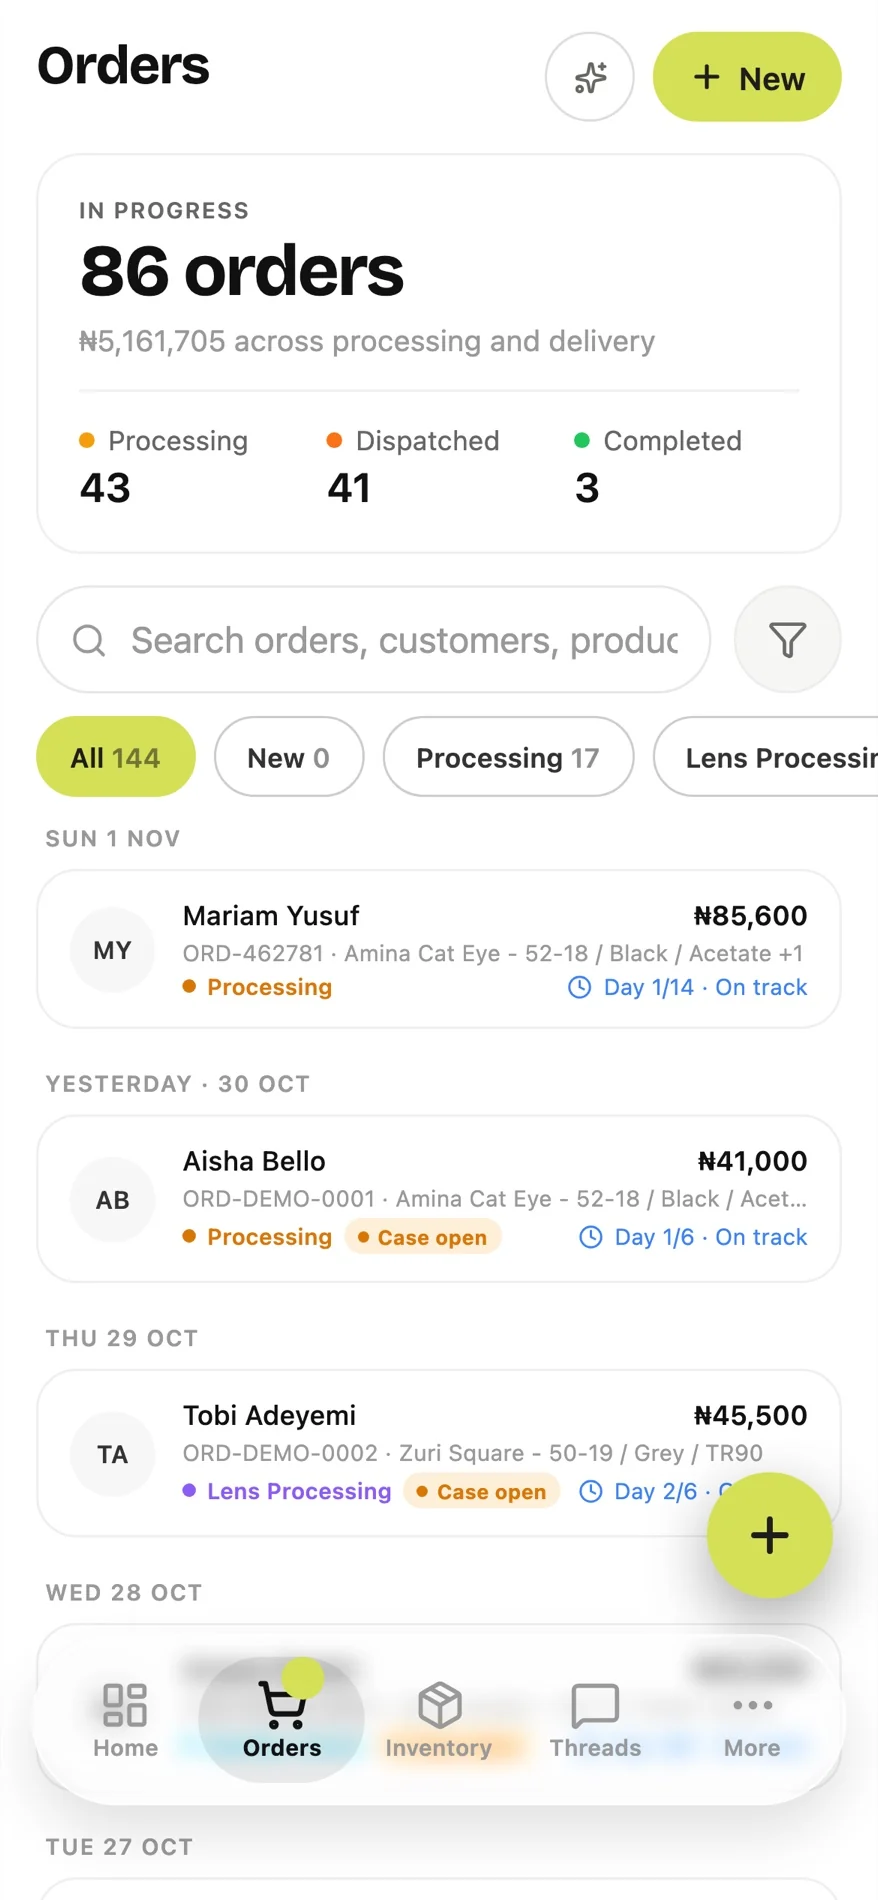 Orders
+ New
IN PROGRESS
86 orders
₦5,161,705 across processing and delivery
Processing Dispatched Completed
43 41 3
Search orders, customers, produc
All 144 New 0 Processing 17 Lens Processin
SUN 1 NOV
MY
Mariam Yusuf ₦85,600
ORD-462781 · Amina Cat Eye - 52-18 / Black / Acetate +1
Processing Day 1/14 · On track
YESTERDAY · 30 OCT
AB
Aisha Bello ₦41,000
ORD-DEMO-0001 · Amina Cat Eye - 52-18 / Black / Acet...
Processing Case open Day 1/6 · On track
THU 29 OCT
TA
Tobi Adeyemi ₦45,500
ORD-DEMO-0002 · Zuri Square - 50-19 / Grey / TR90
Lens Processing Case open Day 2/6 ·
WED 28 OCT
Home Orders Inventory Threads More
TUE 27 OCT